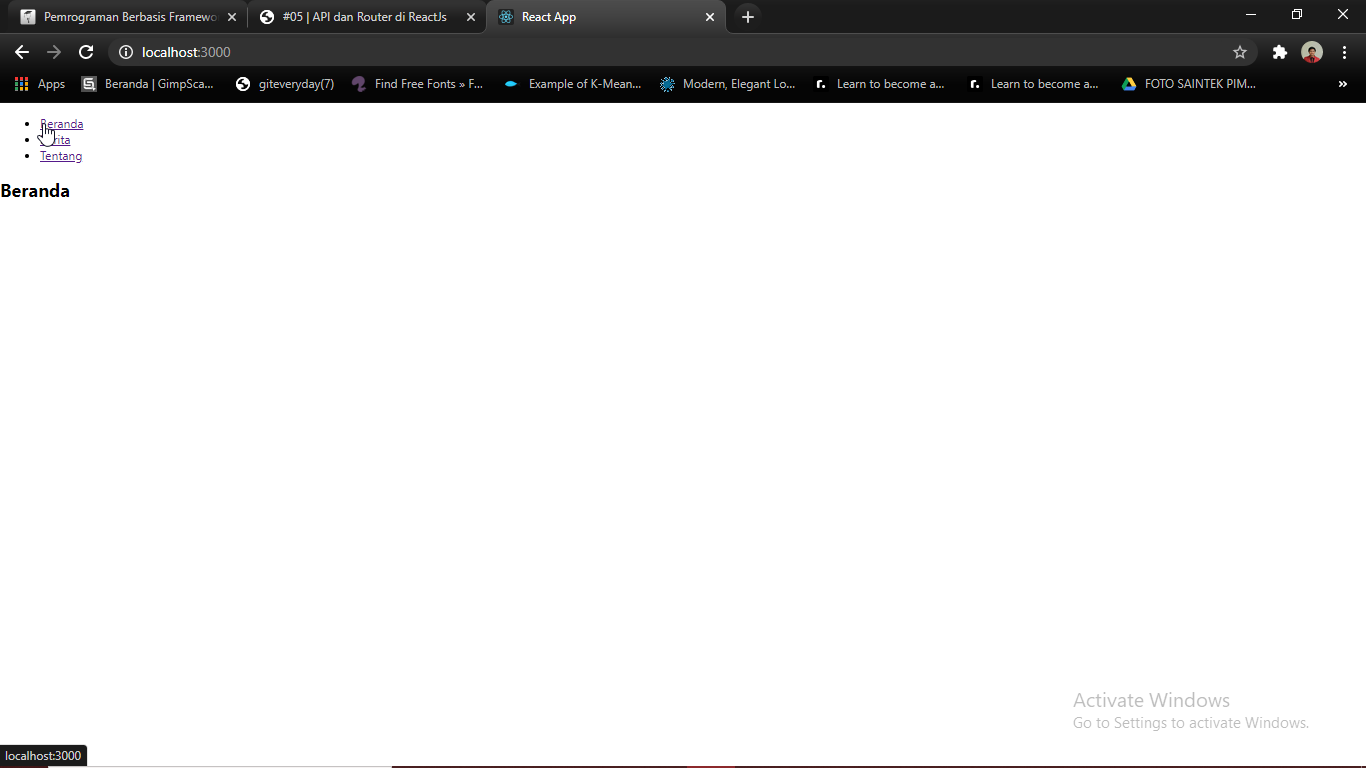 Pemrograman Berbasis Framewo
#05 | API dan Router di ReactJs
React App
localhost:3000
Apps
Beranda | GimpSca...
giteveryday(7)
Find Free Fonts » F...
Example of K-Mean...
Modern, Elegant Lo...
Learn to become a...
Learn to become a...
FOTO SAINTEK PIM...
Beranda
Tentang
Beranda
Activate Windows
Go to Settings to activate Windows.
localhost:3000